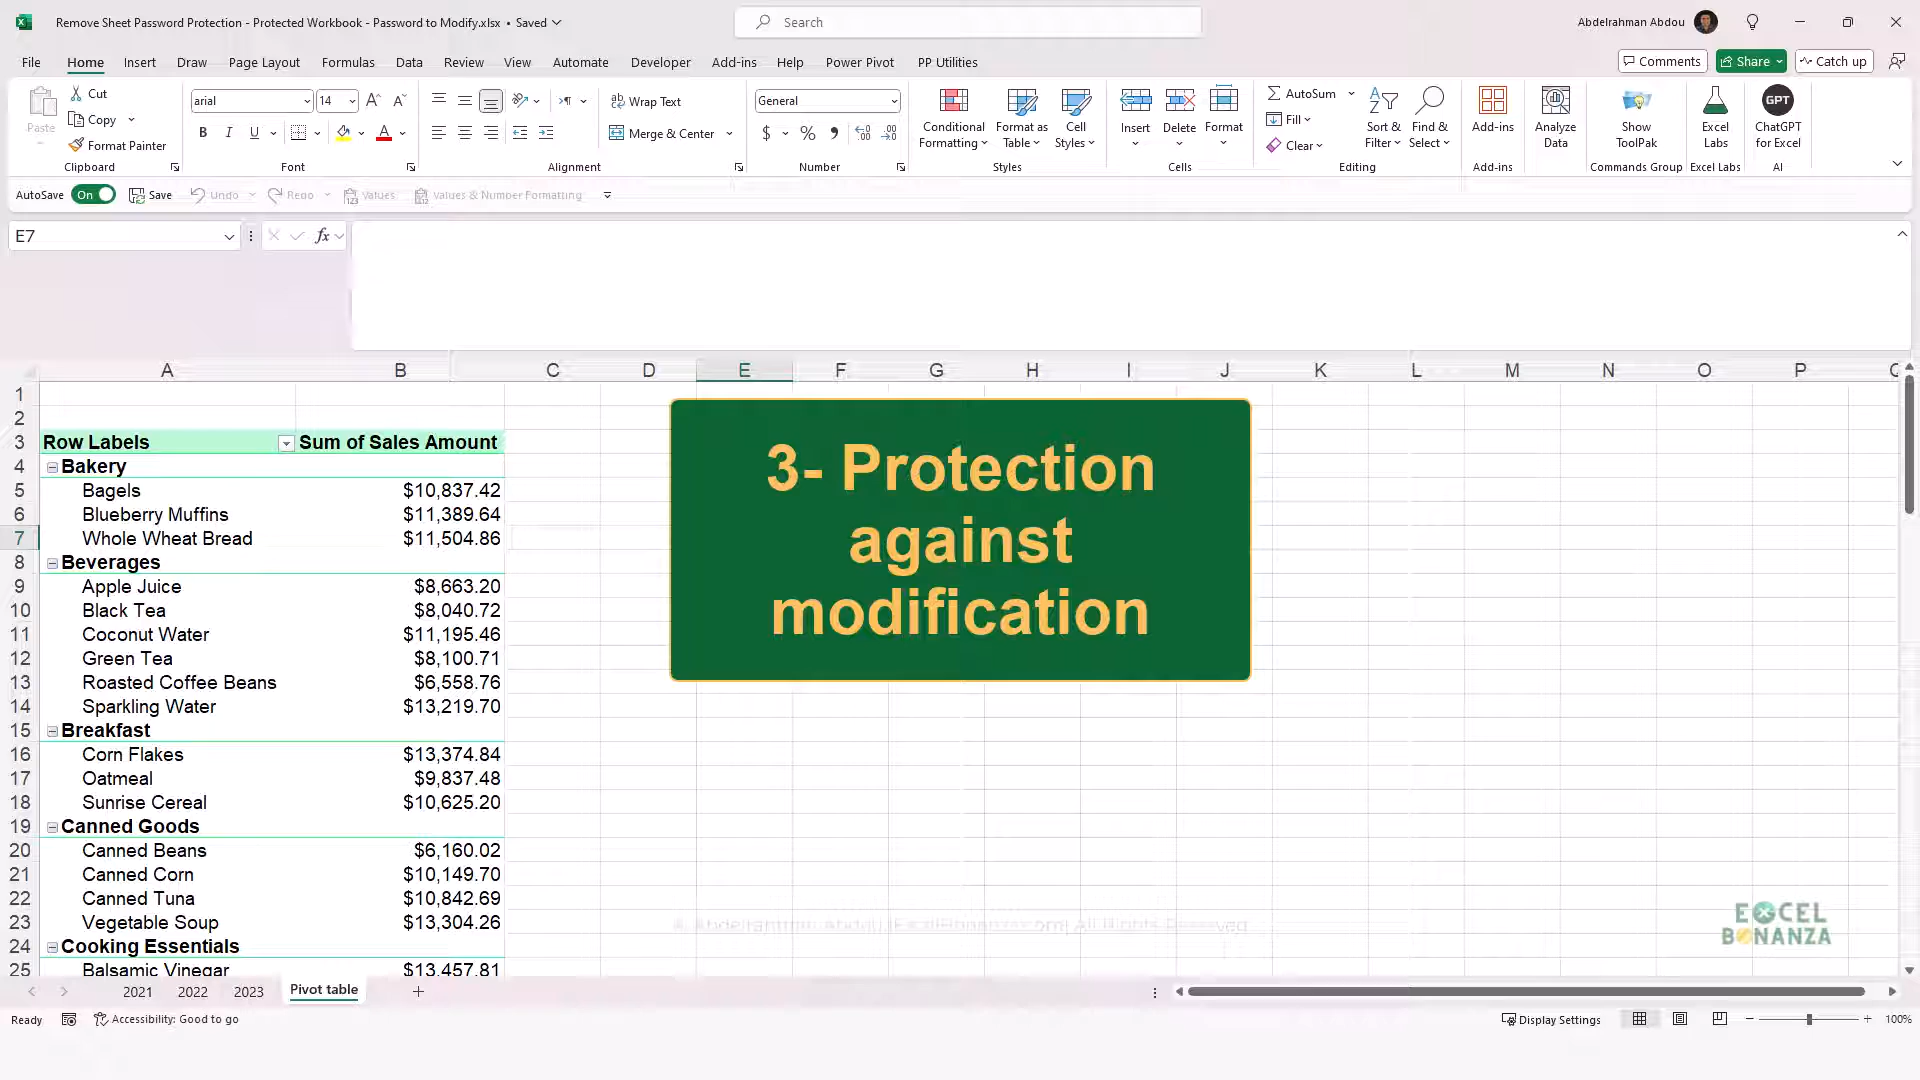 Remove Sheet Password Protection - Protected Workbook - Password to Modify.xlsx • Saved
Search
Abdelrahman Abdou
File Home Insert Draw Page Layout Formulas Data Review View Automate Developer Add-ins Help Power Pivot PP Utilities
Comments Share Catch up
Paste
Cut
Copy
Format Painter
Clipboard
arial 14
B I U
Font
Wrap Text
Merge & Center
Alignment
General
$ % 9
Number
Conditional Formatting
Format as Table
Cell Styles
Styles
Insert Delete Format
Cells
AutoSum
Fill
Clear
Sort & Filter
Find & Select
Editing
Add-ins
Add-ins
Analyze Data
Show ToolPak
Commands Group
Excel Labs
Excel Labs
GPT
ChatGPT for Excel
AI
AutoSave On Save Undo Redo Values Values & Number Formatting
E7 fx
A B C D E F G H I J K L M N O P
1
2
3 Row Labels Sum of Sales Amount
4 Bakery
5 Bagels $10,837.42
6 Blueberry Muffins $11,389.64
7 Whole Wheat Bread $11,504.86
8 Beverages
9 Apple Juice $8,663.20
10 Black Tea $8,040.72
11 Coconut Water $11,195.46
12 Green Tea $8,100.71
13 Roasted Coffee Beans $6,558.76
14 Sparkling Water $13,219.70
15 Breakfast
16 Corn Flakes $13,374.84
17 Oatmeal $9,837.48
18 Sunrise Cereal $10,625.20
19 Canned Goods
20 Canned Beans $6,160.02
21 Canned Corn $10,149.70
22 Canned Tuna $10,842.69
23 Vegetable Soup $13,304.26
24 Cooking Essentials
25 Balsamic Vinegar $13,457.81
3- Protection
against
modification
All Rights Reserved
EXCEL
BONANZA
2021 2022 2023 Pivot table
Ready Accessibility: Good to go Display Settings 100%